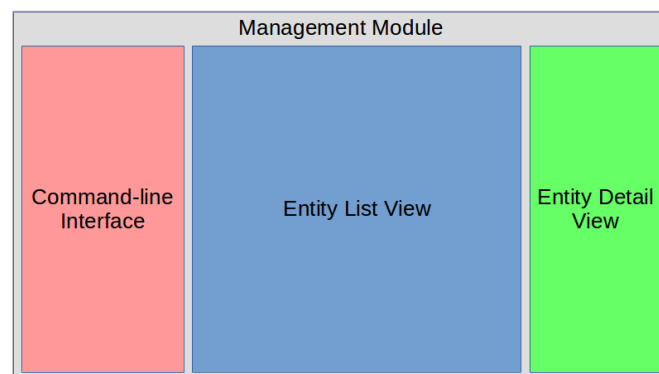 Management Module
Command-line
Interface
Entity List View
Entity Detail
View